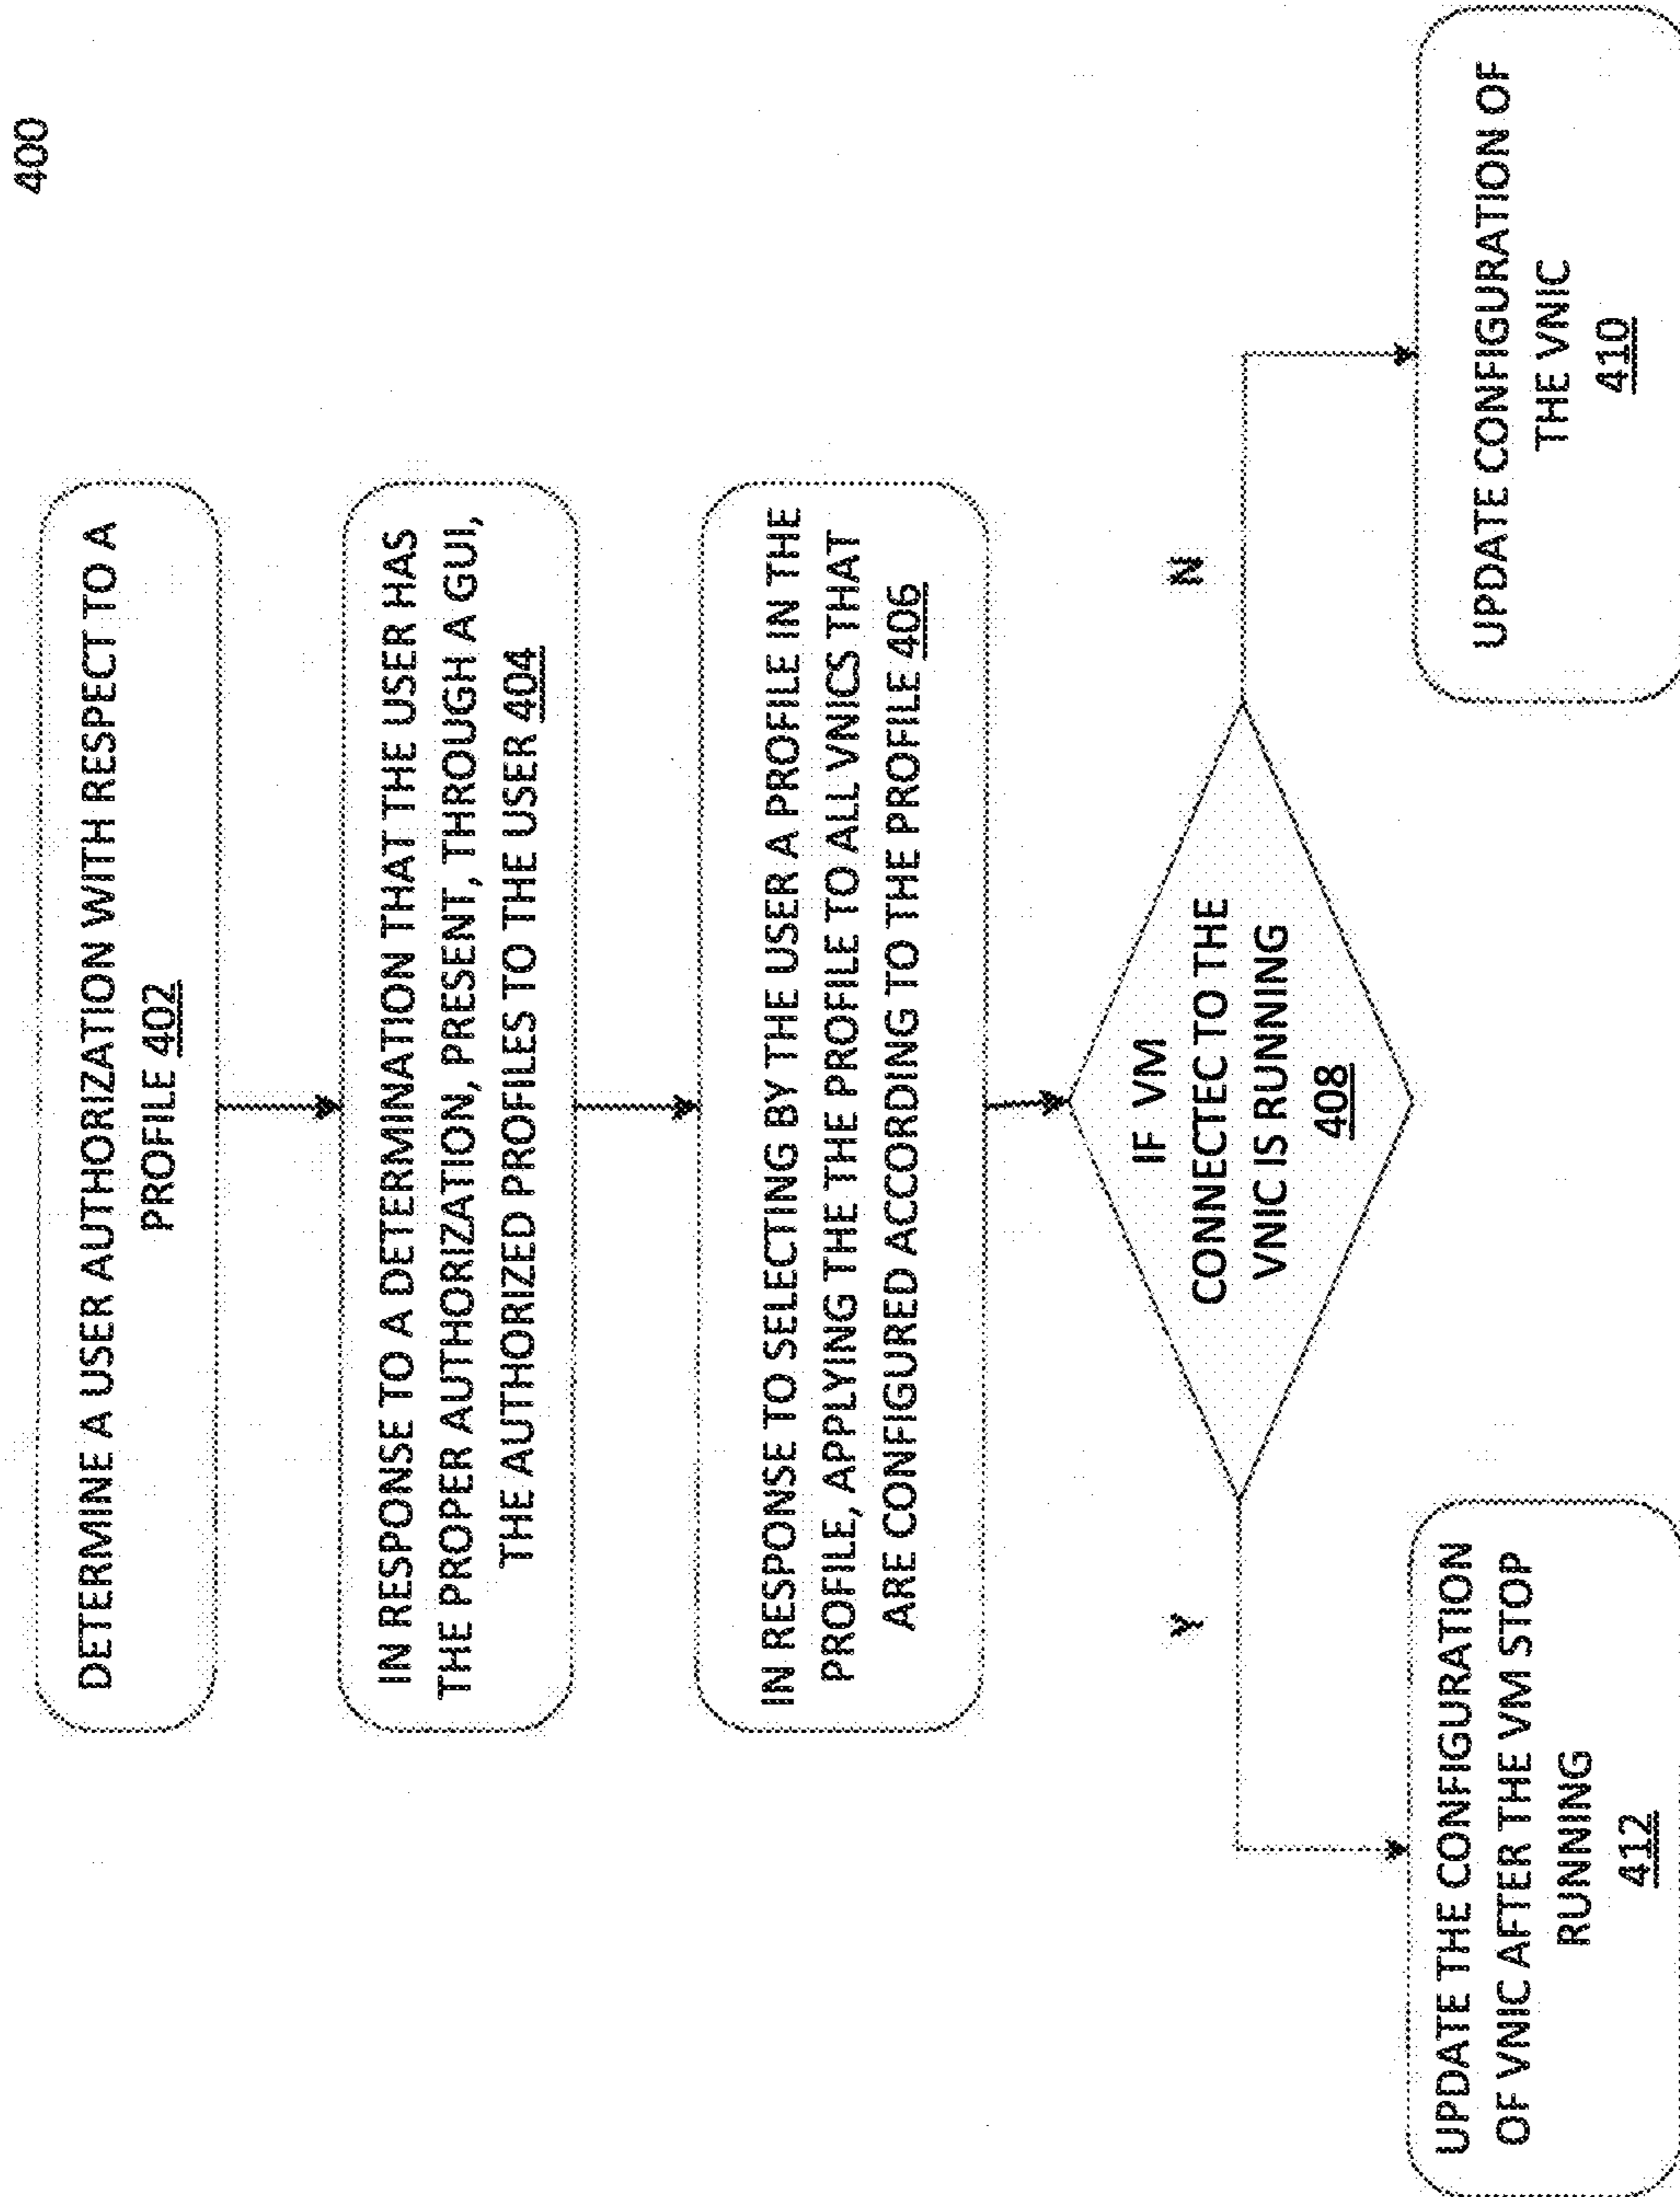 400
DETERMINE A USER AUTHORIZATION WITH RESPECT TO A
PROFILE 402
IN RESPONSE TO A DETERMINATION THAT THE USER HAS
THE PROPER AUTHORIZATION, PRESENT, THROUGH A GUI,
THE AUTHORIZED PROFILES TO THE USER 404
IN RESPONSE TO SELECTING BY THE USER A PROFILE IN THE
PROFILE, APPLYING THE THE PROFILE TO ALL VNICS THAT
ARE CONFIGURED ACCORDING TO THE PROFILE 406
IF VM
CONNECTED TO THE
VNIC IS RUNNING
408
Y
N
UPDATE THE CONFIGURATION
OF VNIC AFTER THE VM STOP
RUNNING
412
UPDATE CONFIGURATION OF
THE VNIC
410